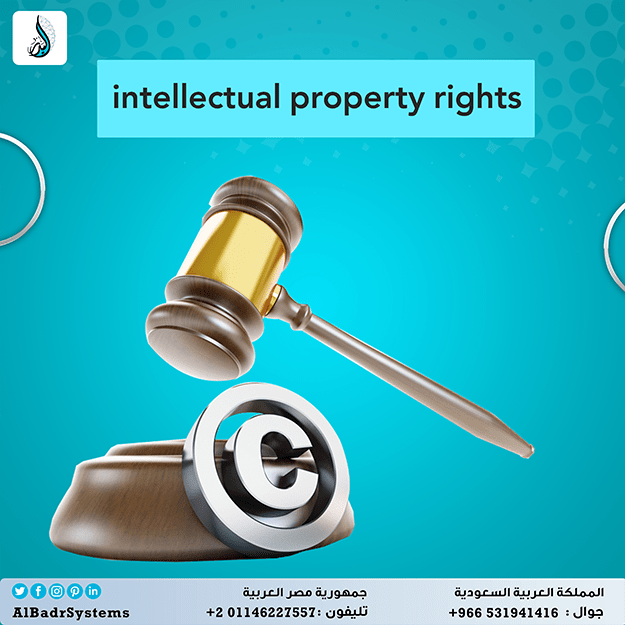 intellectual property rights
C
AlBadrSystems
جمهورية مصر العربية
تليفون : 01146227557 2+
المملكة العربية السعودية
جوال : 531941416 966+